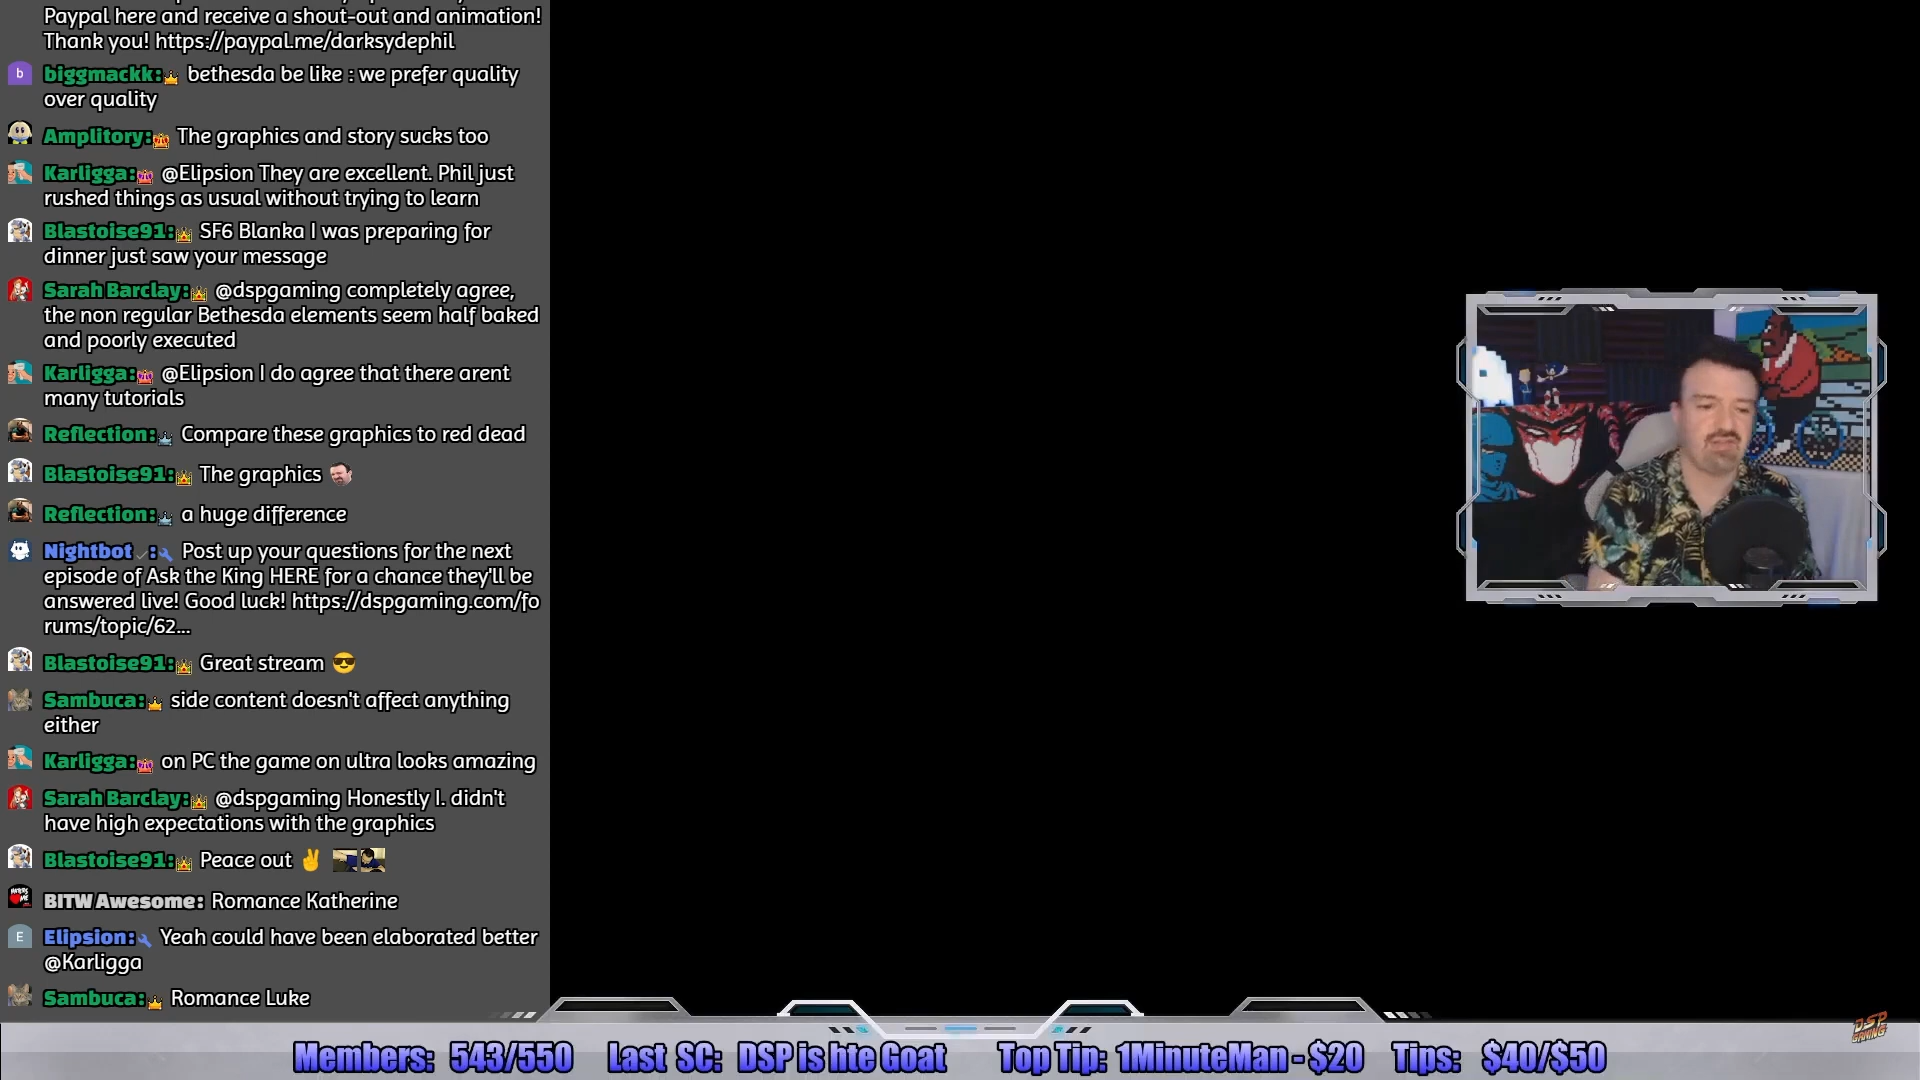 Paypal here and receive a shout-out and animation!
Thank you! https://paypal.me/darksydephil
b biggmackk: bethesda be like : we prefer quality
over quality
Amplitory: The graphics and story sucks too
Karligga: @Elipsion They are excellent. Phil just
rushed things as usual without trying to learn
Blastoise91: SF6 Blanka I was preparing for
dinner just saw your message
Sarah Barclay: @dspgaming completely agree,
the non regular Bethesda elements seem half baked
and poorly executed
Karligga: @Elipsion I do agree that there arent
many tutorials
Reflection: Compare these graphics to red dead
Blastoise91: The graphics
Reflection: a huge difference
Nightbot: Post up your questions for the next
episode of Ask the King HERE for a chance they'll be
answered live! Good luck! https://dspgaming.com/fo
rums/topic/62...
Blastoise91: Great stream 😎
Sambuca: side content doesn't affect anything
either
Karligga: on PC the game on ultra looks amazing
Sarah Barclay: @dspgaming Honestly I. didn't
have high expectations with the graphics
Blastoise91: Peace out ✌
BITW Awesome: Romance Katherine
E Elipsion: Yeah could have been elaborated better
@Karligga
Sambuca: Romance Luke
DSP
GAMING
Members: 543/550 Last SC: DSP is hte Goat Top Tip: 1MinuteMan - $20 Tips: $40/$50